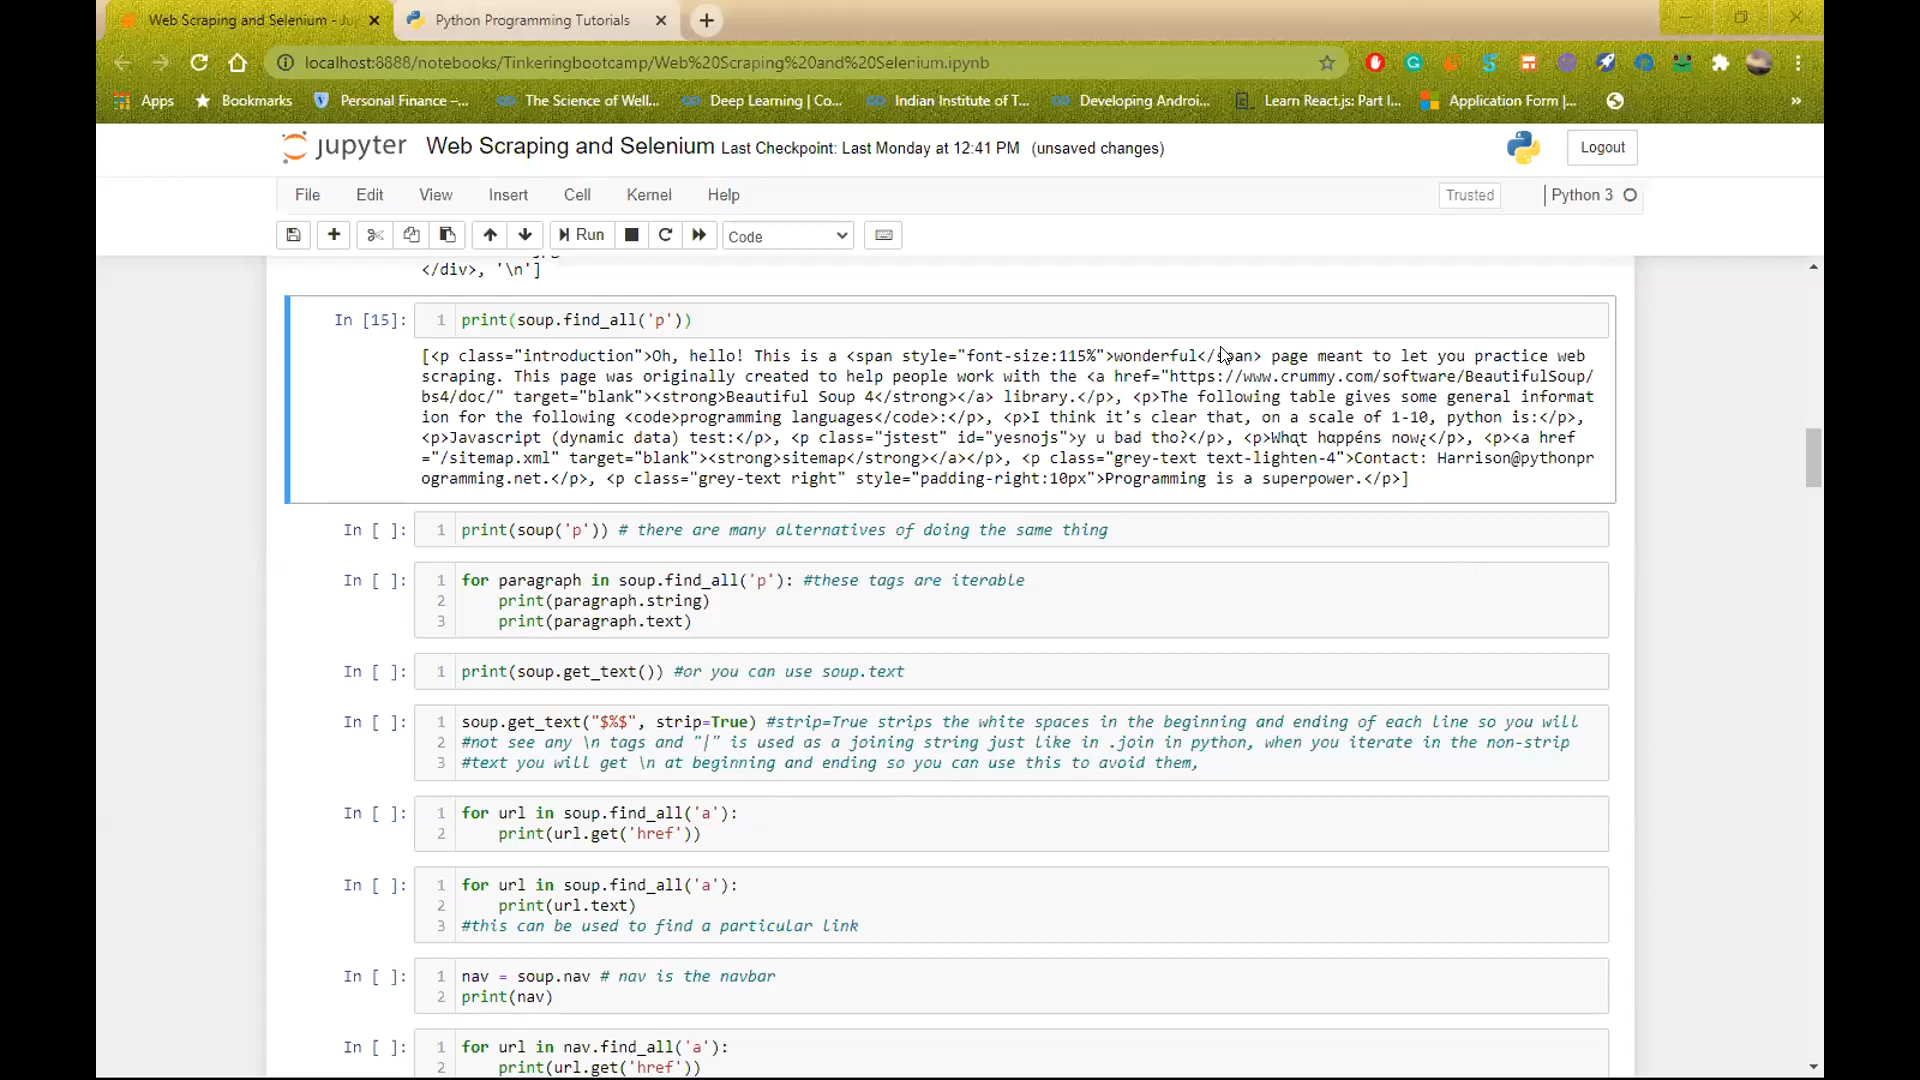 Web Scraping and Selenium - Ju
Python Programming Tutorials
localhost:8888/notebooks/Tinkeringbootcamp/Web%20Scraping%20and%20Selenium.ipynb
Apps Bookmarks Personal Finance –... The Science of Well... Deep Learning | Co... Indian Institute of T... Developing Androi... Learn React.js: Part I... Application Form |... »
jupyter Web Scraping and Selenium Last Checkpoint: Last Monday at 12:41 PM (unsaved changes) Logout
File Edit View Insert Cell Kernel Help Trusted Python 3
Run Code
</div>, '\n']
In [15]: 1 print(soup.find_all('p'))
[<p class="introduction">Oh, hello! This is a <span style="font-size:115%">wonderful</span> page meant to let you practice web
scraping. This page was originally created to help people work with the <a href="https://www.crummy.com/software/BeautifulSoup/
bs4/doc/" target="blank"><strong>Beautiful Soup 4</strong></a> library.</p>, <p>The following table gives some general informat
ion for the following <code>programming languages</code>:</p>, <p>I think it's clear that, on a scale of 1-10, python is:</p>,
<p>Javascript (dynamic data) test:</p>, <p class="jstest" id="yesnojs">y u bad tho?</p>, <p>Whąt hαppéns now¿</p>, <p><a href
="/sitemap.xml" target="blank"><strong>sitemap</strong></a></p>, <p class="grey-text text-lighten-4">Contact: Harrison@pythonpr
ogramming.net.</p>, <p class="grey-text right" style="padding-right:10px">Programming is a superpower.</p>]
In [ ]: 1 print(soup('p')) # there are many alternatives of doing the same thing
In [ ]: 1 for paragraph in soup.find_all('p'): #these tags are iterable
2 print(paragraph.string)
3 print(paragraph.text)
In [ ]: 1 print(soup.get_text()) #or you can use soup.text
In [ ]: 1 soup.get_text("$%$", strip=True) #strip=True strips the white spaces in the beginning and ending of each line so you will
2 #not see any \n tags and "|" is used as a joining string just like in .join in python, when you iterate in the non-strip
3 #text you will get \n at beginning and ending so you can use this to avoid them,
In [ ]: 1 for url in soup.find_all('a'):
2 print(url.get('href'))
In [ ]: 1 for url in soup.find_all('a'):
2 print(url.text)
3 #this can be used to find a particular link
In [ ]: 1 nav = soup.nav # nav is the navbar
2 print(nav)
In [ ]: 1 for url in nav.find_all('a'):
2 print(url.get('href'))